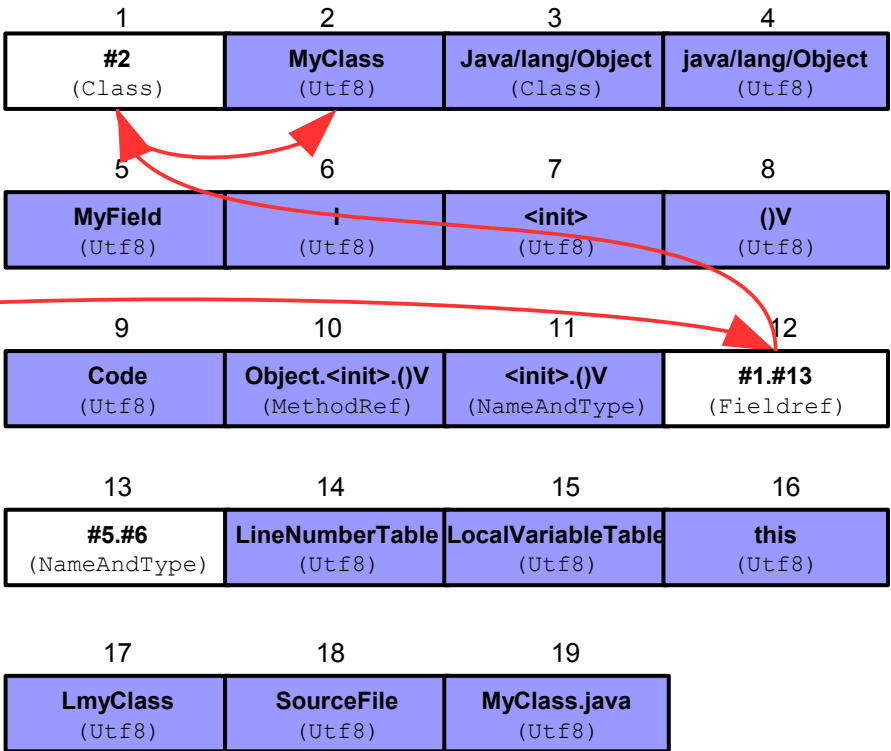 1 2 3 4
#2 MyClass Java/lang/Object java/lang/Object
(Class) (Utf8) (Class) (Utf8)
5 6 7 8
MyField I <init> ()V
(Utf8) (Utf8) (Utf8) (Utf8)
9 10 11 12
Code Object.<init>.()V <init>.()V #1.#13
(Utf8) (MethodRef) (NameAndType) (Fieldref)
13 14 15 16
#5.#6 LineNumberTable LocalVariableTable this
(NameAndType) (Utf8) (Utf8) (Utf8)
17 18 19
LmyClass SourceFile MyClass.java
(Utf8) (Utf8) (Utf8)